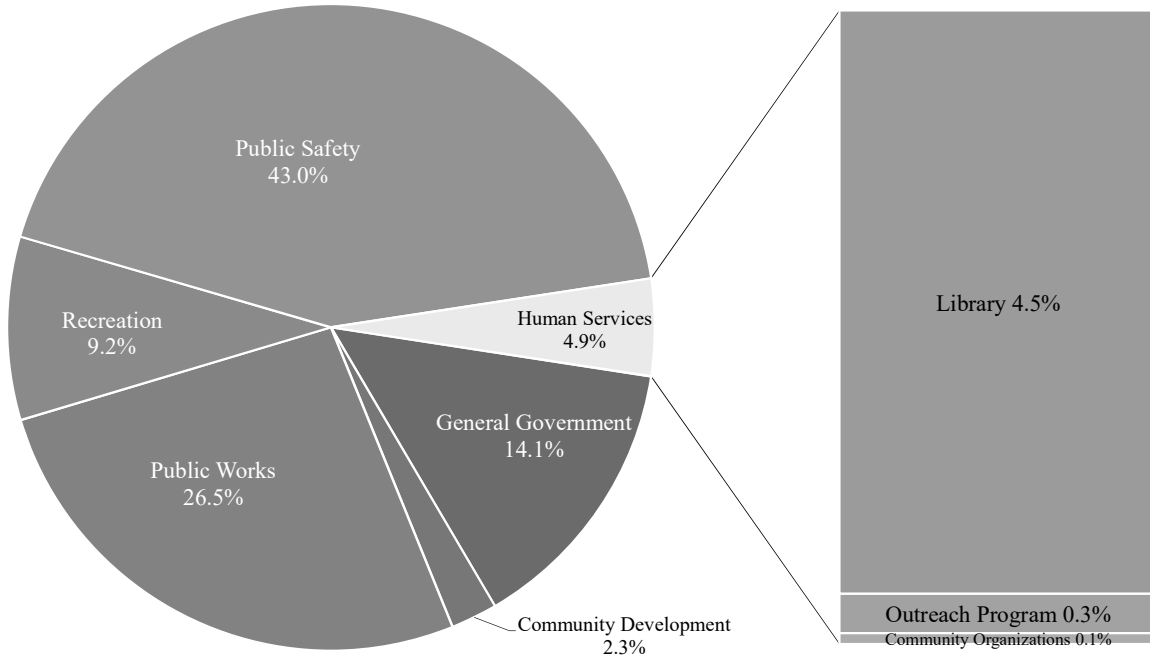 Public Safety
43.0%
Recreation
9.2%
Public Works
26.5%
Human Services
4.9%
General Government
14.1%
Community Development
2.3%
Library 4.5%
Outreach Program 0.3%
Community Organizations 0.1%